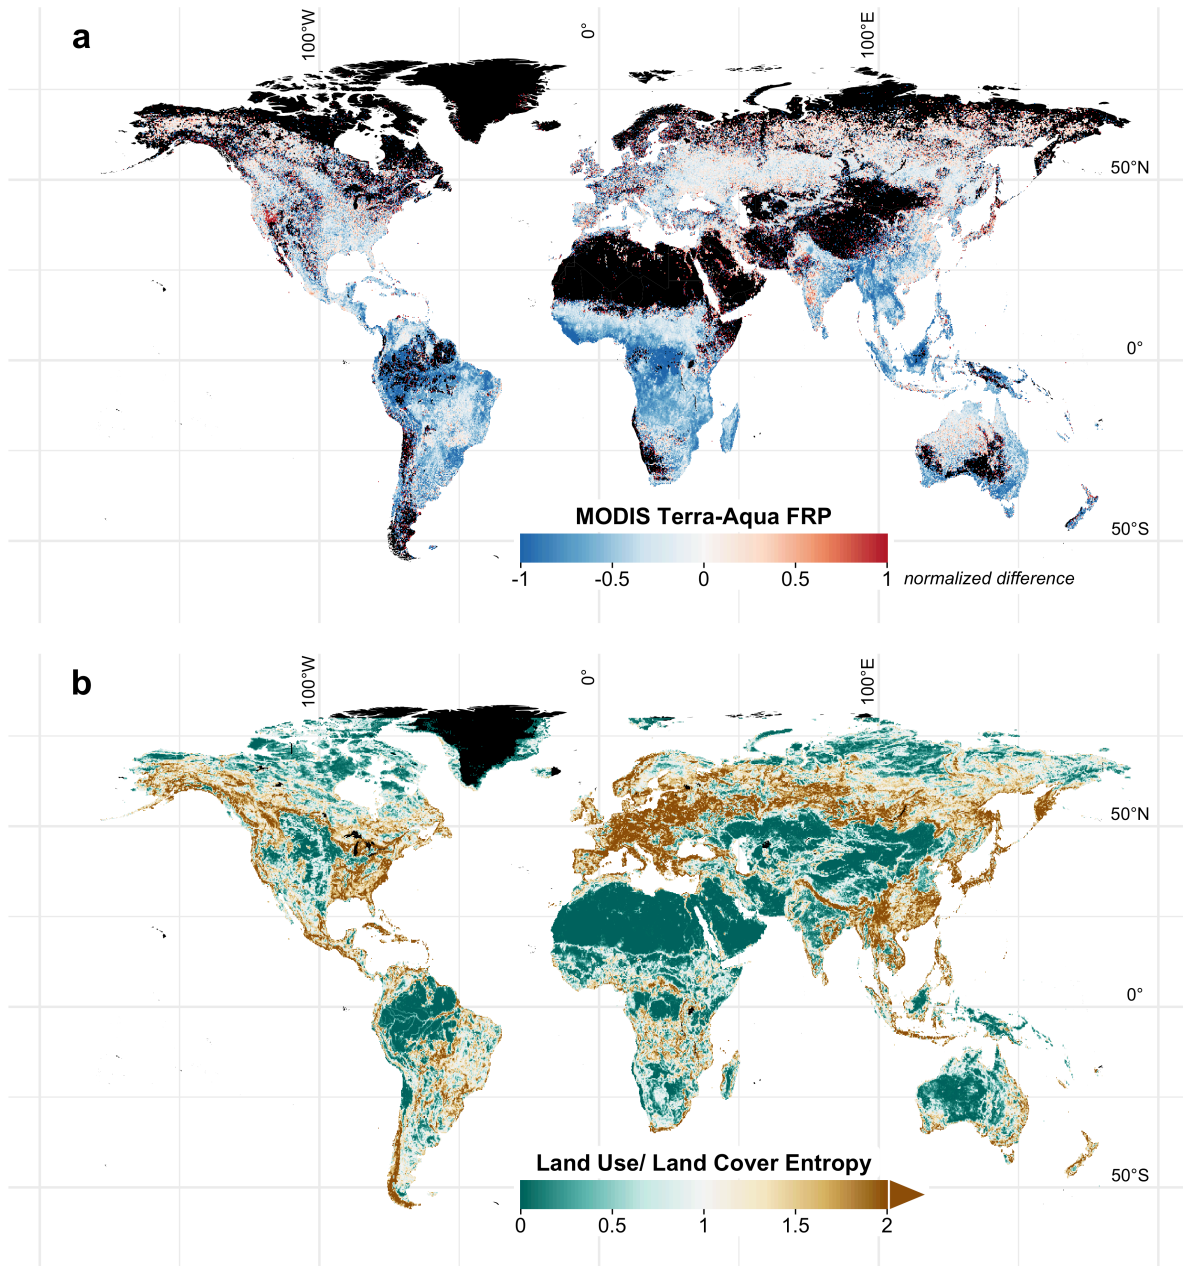 a
100°W
0°
100°E
50°N
0°
50°S
MODIS Terra-Aqua FRP
-1 -0.5 0 0.5 1 normalized difference
b
100°W
0°
100°E
50°N
0°
50°S
Land Use/ Land Cover Entropy
0 0.5 1 1.5 2